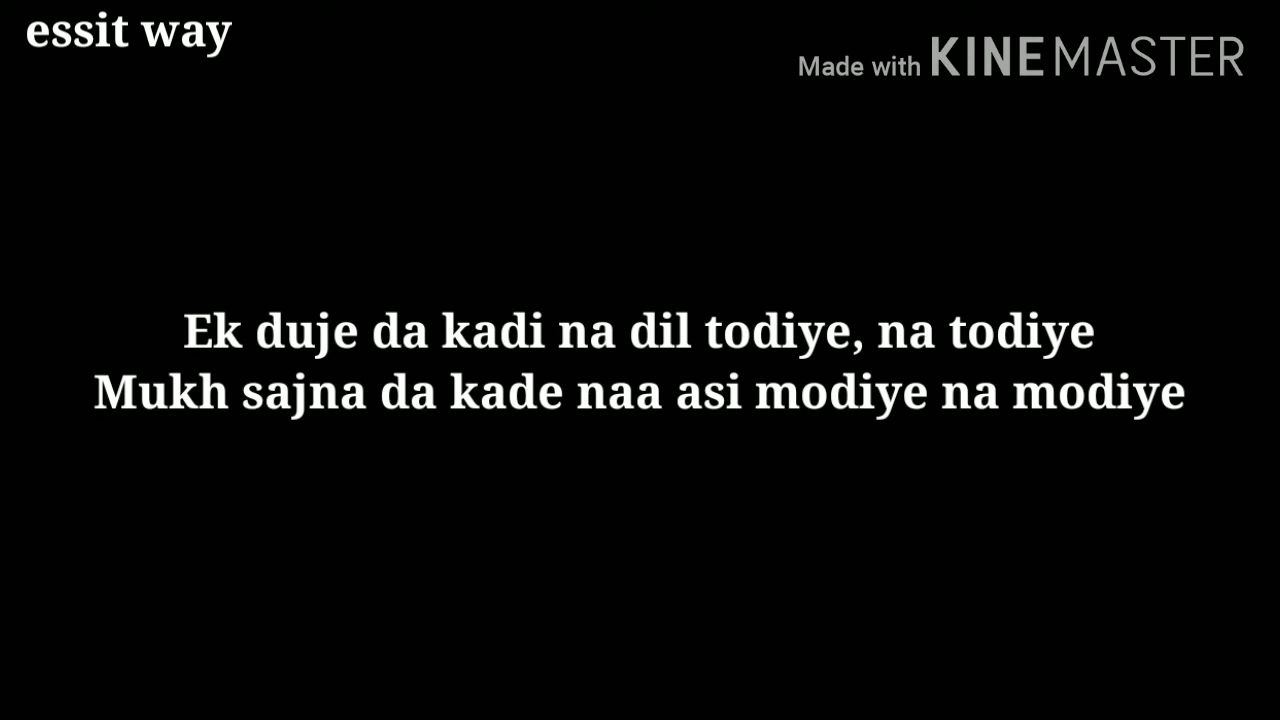 essit way
Made with KINEMASTER
Ek duje da kadi na dil todiye, na todiye
Mukh sajna da kade naa asi modiye na modiye